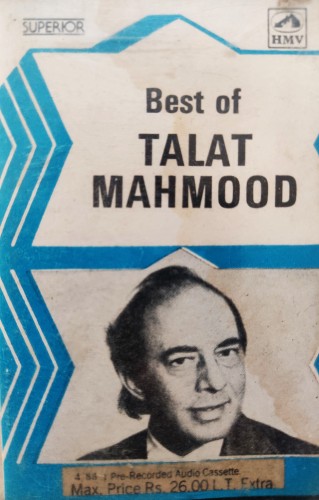 SUPERIOR
HMV
Best of
TALAT
MAHMOOD
Pre-Recorded Audio Cassette.
Max. Price Rs. 26.00 L.T. Extra